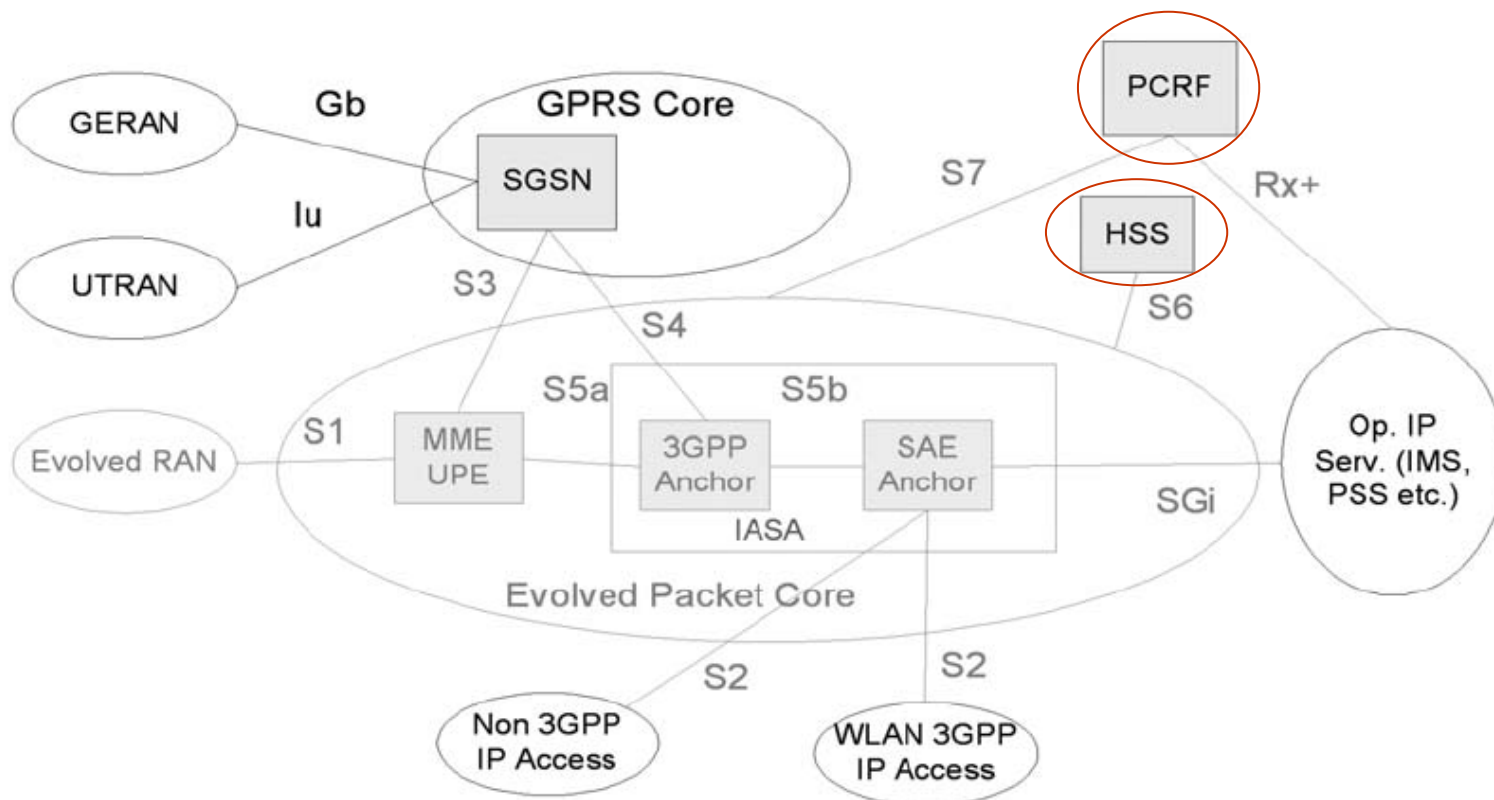 PCRF
Gb
GPRS Core
GERAN
SGSN
S7
Rx+
Iu
HSS
UTRAN
S3
S6
S4
S5a
S5b
S1
MME
UPE
3GPP
Anchor
SAE
Anchor
Evolved RAN
Op. IP
Serv. (IMS,
PSS etc.)
SGi
IASA
Evolved Packet Core
S2
S2
Non 3GPP
IP Access
WLAN 3GPP
IP Access